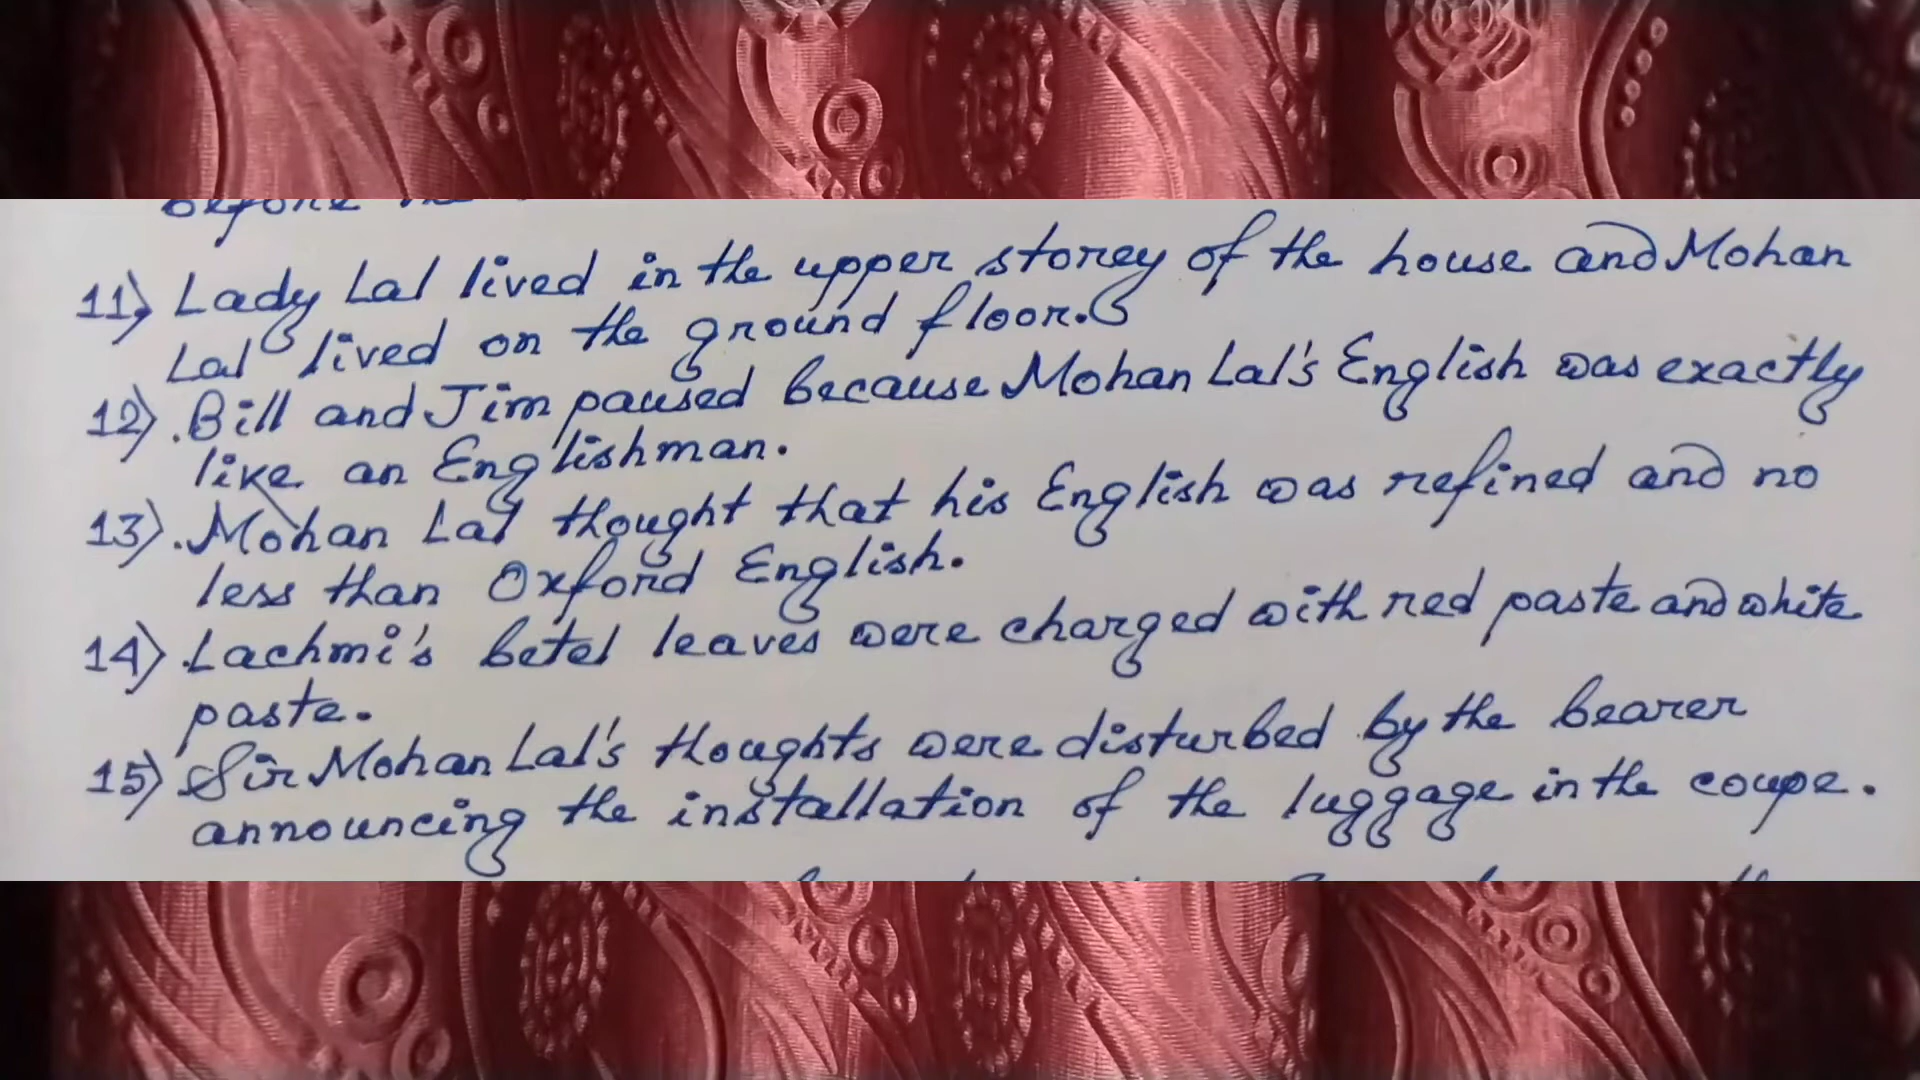 before
11) Lady Lal lived in the upper storey of the house and Mohan
Lal lived on the ground floor.
12). Bill and Jim paused because Mohan Lal's English was exactly
like an Englishman.
13). Mohan Lal thought that his English was refined and no
less than Oxford English.
14). Lachmi's betel leaves were charged with red paste and white
paste.
15) Sir Mohan Lal's thoughts were disturbed by the bearer
announcing the installation of the luggage in the coupe.